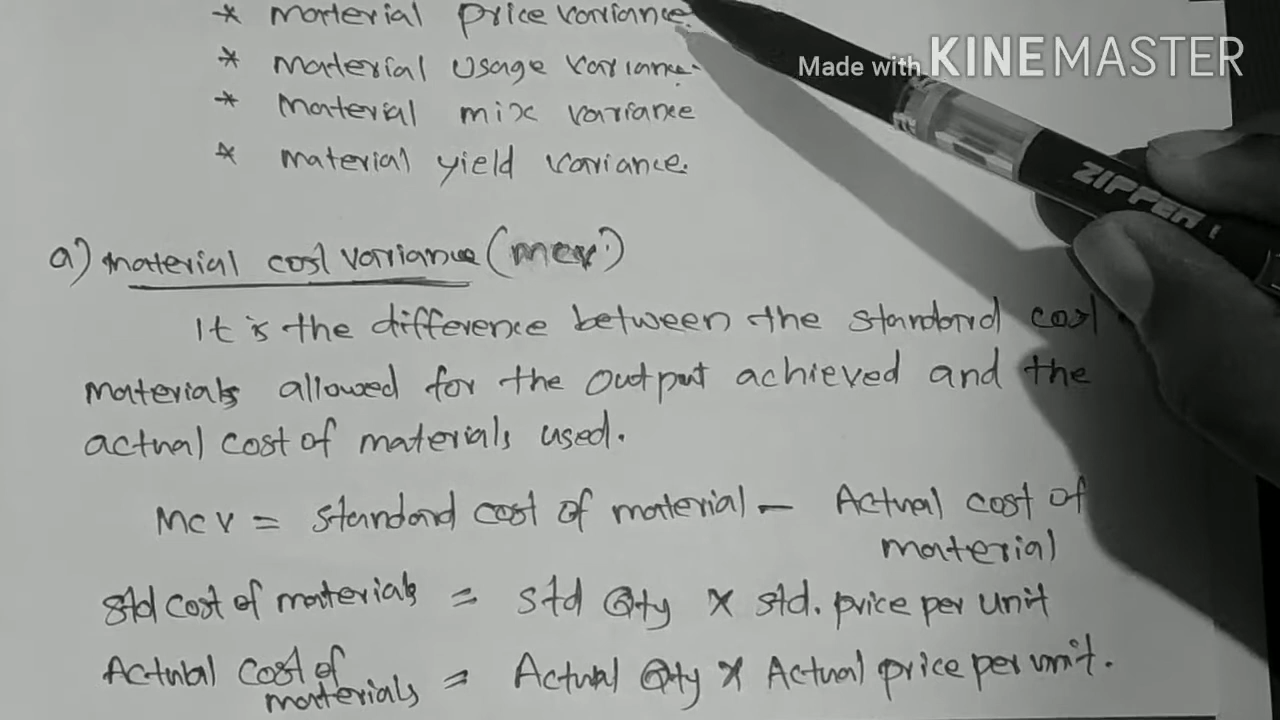 * Material price variance.
Made with KINEMASTER
* Material Usage variance.
* Material mix variance
* Material yield variance.
ZIPPER
a) Material cost variance (mcv)
It is the difference between the standard cost
materials allowed for the output achieved and the
actual cost of materials used.
Mcv = standard cost of material - Actual cost of
material
Std cost of materials = Std Qty x Std. price per unit
Actual cost of
materials = Actual Qty x Actual price per unit.